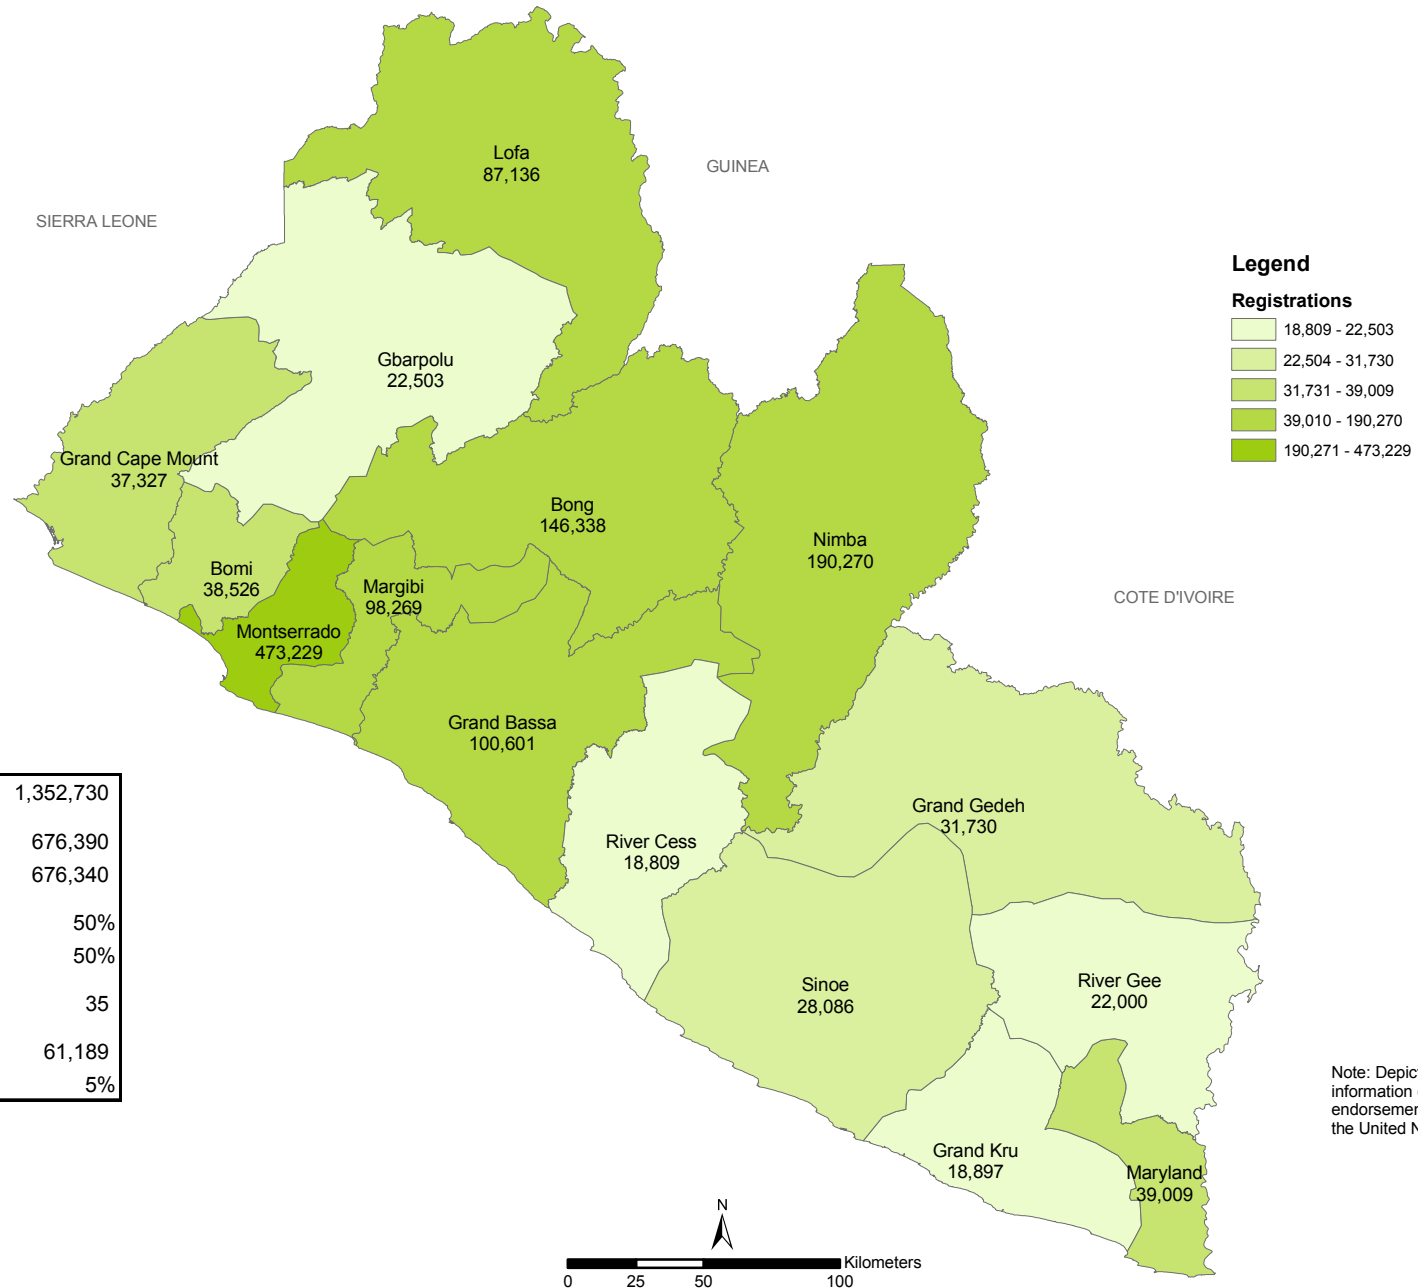 Lofa
87,136
GUINEA
SIERRA LEONE
Legend
Registrations
18,809 - 22,503
22,504 - 31,730
31,731 - 39,009
39,010 - 190,270
190,271 - 473,229
Gbarpolu
22,503
Grand Cape Mount
37,327
Bong
146,338
Nimba
190,270
Bomi
38,526
Margibi
98,269
COTE D'IVOIRE
Montserrado
473,229
Grand Bassa
100,601
1,352,730
676,390
676,340
50%
50%
35
61,189
5%
Grand Gedeh
31,730
River Cess
18,809
Sinoe
28,086
River Gee
22,000
Note: Depic
information
endorsemen
the United N
Grand Kru
18,897
Maryland
39,009
N
Kilometers
0 25 50 100